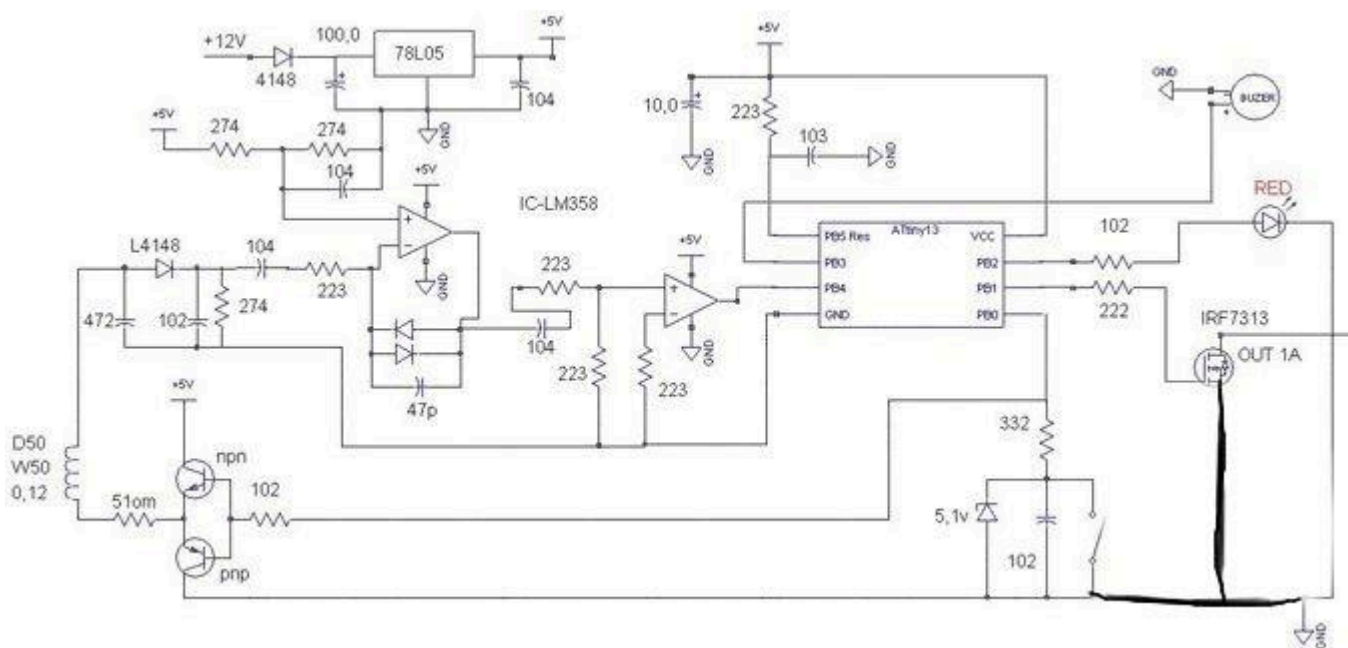 +12V
4148
100,0
78L05
+5V
104
GND
+5V
274
274
104
+5V
GND
IC-LM358
L4148
104
223
472
102
274
47p
104
223
223
223
+5V
GND
+5V
10,0
GND
223
103
GND
GND
BUZIER
RED
ATtiny13
PB5 Res
PB3
PB4
GND
VCC
PB2
PB1
PB0
102
222
IRF7313
OUT 1A
332
5,1v
102
GND
+5V
D50
W50
0,12
51om
npn
pnp
102